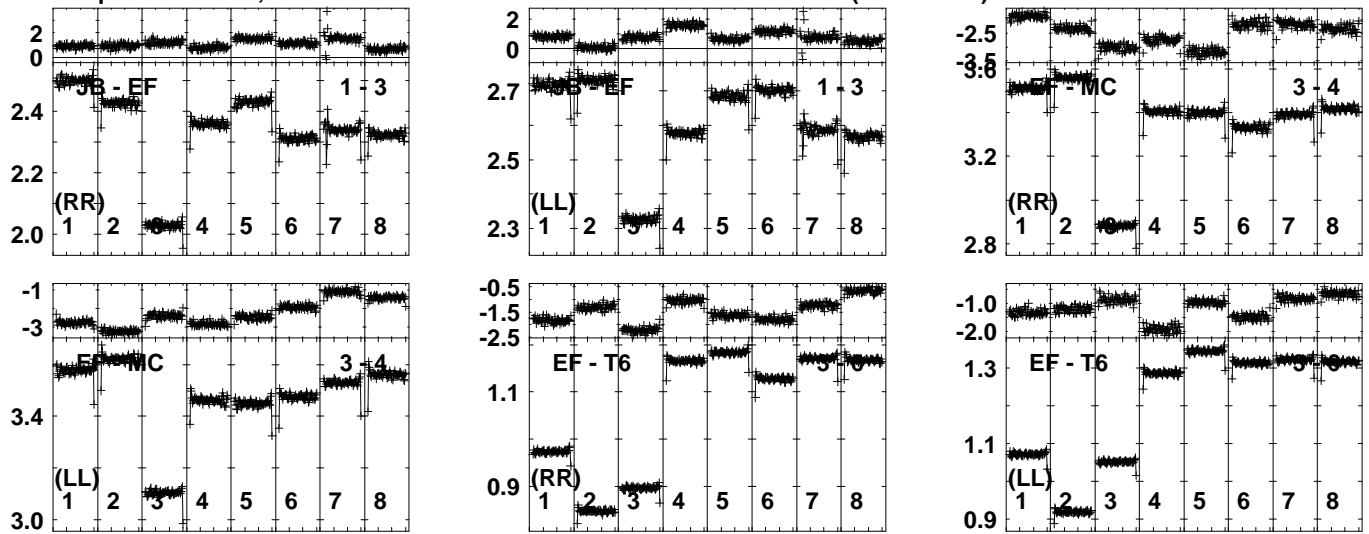 2
0
JB - EF 1 - 3
2.4
2.2
2.0
(RR)
1 2 3 4 5 6 7 8
2
0
JB - EF 1 - 3
2.7
2.5
2.3
(LL)
1 2 3 4 5 6 7 8
-2.5
-3.5
3.6
EF - MC 3 - 4
3.2
2.8
(RR)
1 2 3 4 5 6 7 8
-1
-3
EF - MC 3 - 4
3.4
3.0
(LL)
1 2 3 4 5 6 7 8
-0.5
-1.5
-2.5
EF - T6
1.1
0.9
(RR)
1 2 3 4 5 6 7 8
-1.0
-2.0
EF - T6
1.3
1.1
0.9
(LL)
1 2 3 4 5 6 7 8